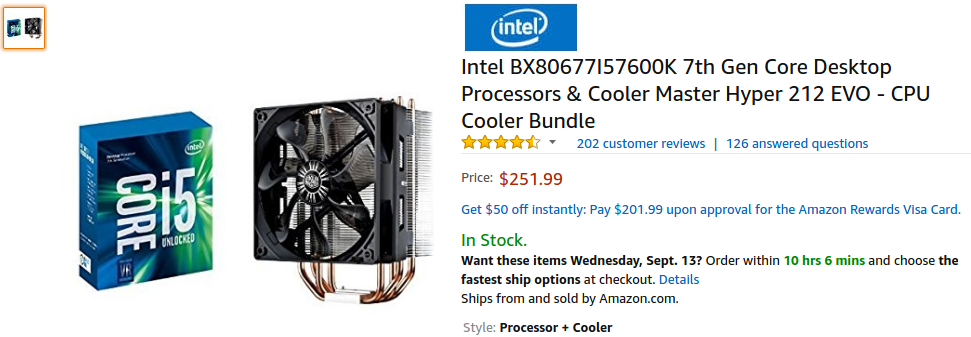 intel
Intel BX80677I57600K 7th Gen Core Desktop
Processors & Cooler Master Hyper 212 EVO - CPU
Cooler Bundle
202 customer reviews | 126 answered questions
Price: $251.99
Get $50 off instantly: Pay $201.99 upon approval for the Amazon Rewards Visa Card.
In Stock.
Want these items Wednesday, Sept. 13? Order within 10 hrs 6 mins and choose the
fastest ship options at checkout. Details
Ships from and sold by Amazon.com.
Style: Processor + Cooler
intel
CORE i5
UNLOCKED
VR